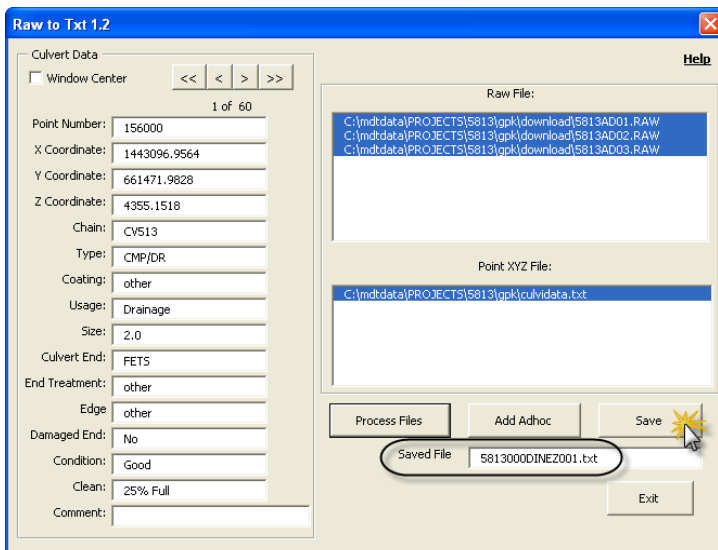 Raw to Txt 1.2
Culvert Data
Window Center
<< < > >>
1 of 60
Point Number: 156000
X Coordinate: 1443096.9564
Y Coordinate: 661471.9828
Z Coordinate: 4355.1518
Chain: CV513
Type: CMP/DR
Coating: other
Usage: Drainage
Size: 2.0
Culvert End: FETS
End Treatment: other
Edge other
Damaged End: No
Condition: Good
Clean: 25% Full
Comment:
Help
Raw File:
C:\mdtdata\PROJECTS\5813\gpk\download\5813AD01.RAW
C:\mdtdata\PROJECTS\5813\gpk\download\5813AD02.RAW
C:\mdtdata\PROJECTS\5813\gpk\download\5813AD03.RAW
Point XYZ File:
C:\mdtdata\PROJECTS\5813\gpk\culvidata.txt
Process Files Add Adhoc Save
Saved File 5813000DINEZ001.txt
Exit